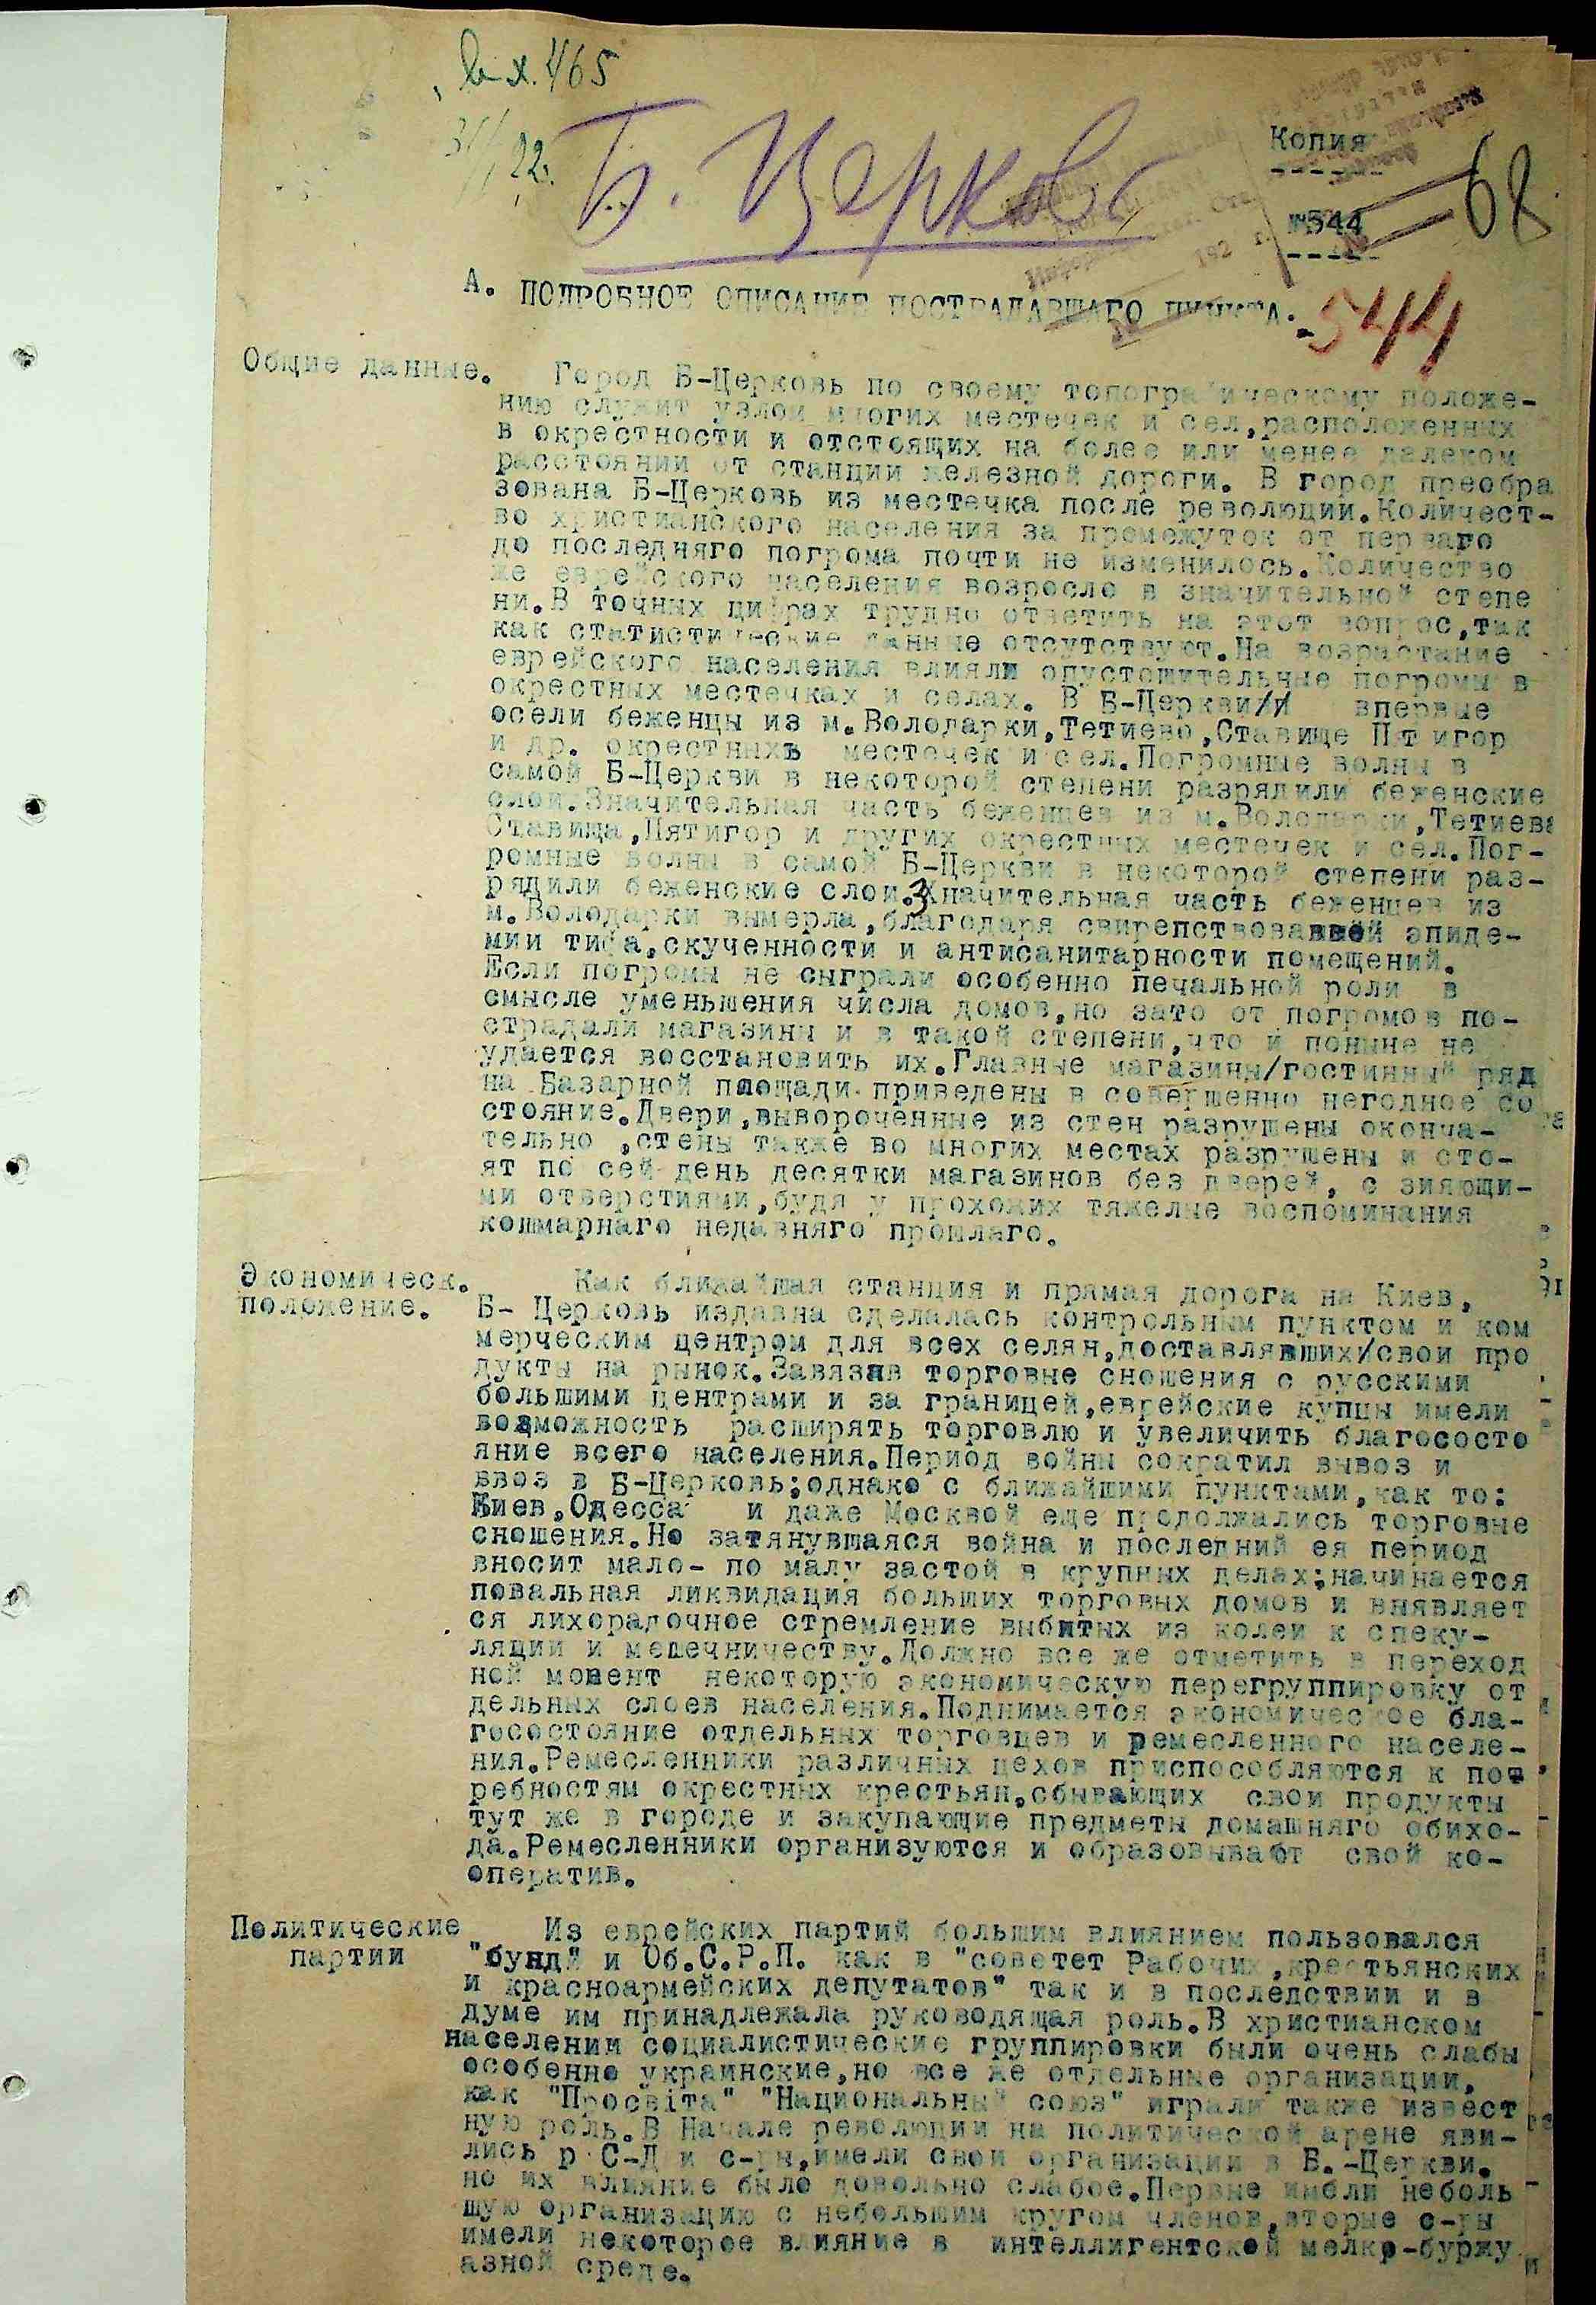 вх. 465
31/I 22.
Б. Церковь
Копия
68
№544
А. ПОДРОБНОЕ ОПИСАНИЕ ПОСТРАДАВШАГО ПУНКТА.
544
Общие данные. Город Б-Церковь по своему топографическому положе-
нию служит узлом многих местечек и сел,расположенных
в окрестности и отстоящих на более или менее далеком
расстоянии от станции железной дороги. В город преобра
зована Б-Церковь из местечка после революции.Количест-
во христианского населения за промежуток от перваго
до последняго погрома почти не изменилось.Количество
же еврейского населения возросло в значительной степе
ни.В точных цифрах трудно ответить на этот вопрос,так
как статистические данные отсутствуют.На возрастание
еврейского населения влияли опустошительные погромы в
окрестных местечках и селах. В Б-Церкви// впервые
осели беженцы из м.Володарки,Тетиево,Ставище Пт игор
и др. окрестныхъ местечек и сел.Погромные волны в
самой Б-Церкви в некоторой степени разрядили беженские
слои.Значительная часть беженцев из м.Володарки,Тетиева
Ставища,Пятигор и других окрестных местечек и сел.Пог-
ромные волны в самой Б-Церкви в некоторой степени раз-
рядили беженские слои.Значительная часть беженцев из
м.Володарки вымерла,благодаря свирепствовавшей эпиде-
мии тифа,скученности и антисанитарности помещений.
Если погромы не сыграли особенно печальной роли в
смысле уменьшения числа домов,но зато от погромов по-
страдали магазины и в такой степени,что и поныне не
удается восстановить их.Главные магазины/гостинный ряд
на Базарной площади приведены в совершенно негодное со
стояние.Двери,вывороченные из стен разрушены оконча-
тельно ,стены также во многих местах разрушены и сто-
ят по сей день десятки магазинов без дверей, с зияющи-
ми отверстиями,будя у прохожих тяжелые воспоминания
кошмарнаго недавняго прошлаго.
Экономическ. Как ближайшая станция и прямая дорога на Киев,
положение. Б- Церковь издавна сделалась контрольным пунктом и ком
мерческим центром для всех селян,доставлявших/свои про
дукты на рынок.Завязав торговые сношения с русскими
большими центрами и за границей,еврейские купцы имели
возможность расширять торговлю и увеличить благососто
яние всего населения.Период войны сократил вывоз и
ввоз в Б-Церковь;однако с ближайшими пунктами,как то:
Киев,Одесса и даже Москвой еще продолжались торговые
сношения.Но затянувшаяся война и последний ея период
вносит мало- по малу застой в крупных делах;начинается
повальная ликвидация больших торговых домов и выявляет
ся лихорадочное стремление выбитых из колеи к спеку-
ляции и мешечничеству.Должно все же отметить в переход
ной момент некоторую экономическую перегруппировку от
дельных слоев населения.Поднимается экономическое бла-
госостояние отдельных торговцев и ремесленного населе-
ния.Ремесленники различных цехов приспособляются к пот
ребностям окрестных крестьян,сбывающих свои продукты
тут же в городе и закупающие предметы домашняго обихо-
да.Ремесленники организуются и образовывают свой ко-
оператив.
Политические Из еврейских партий большим влиянием пользовался
партии "бунд" и Об.С.Р.П. как в "советет Рабочих,крестьянских
и красноармейских депутатов" так и в последствии и в
думе им принадлежала руководящая роль.В христианском
населении социалистические группировки были очень слабы
особенно украинские,но все же отдельные организации,
как "Просвіта" "Национальный союз" играли также извест
ную роль.В Начале революции на политической арене яви-
лись р С-Д и с-ры,имели свои организации в Б.-Церкви.
но их влияние было довольно слабое.Первые имели неболь
шую организацию с небольшим кругом членов,вторые с-ры
имели некоторое влияние в интеллигентской мелко-буржу
азной среде.